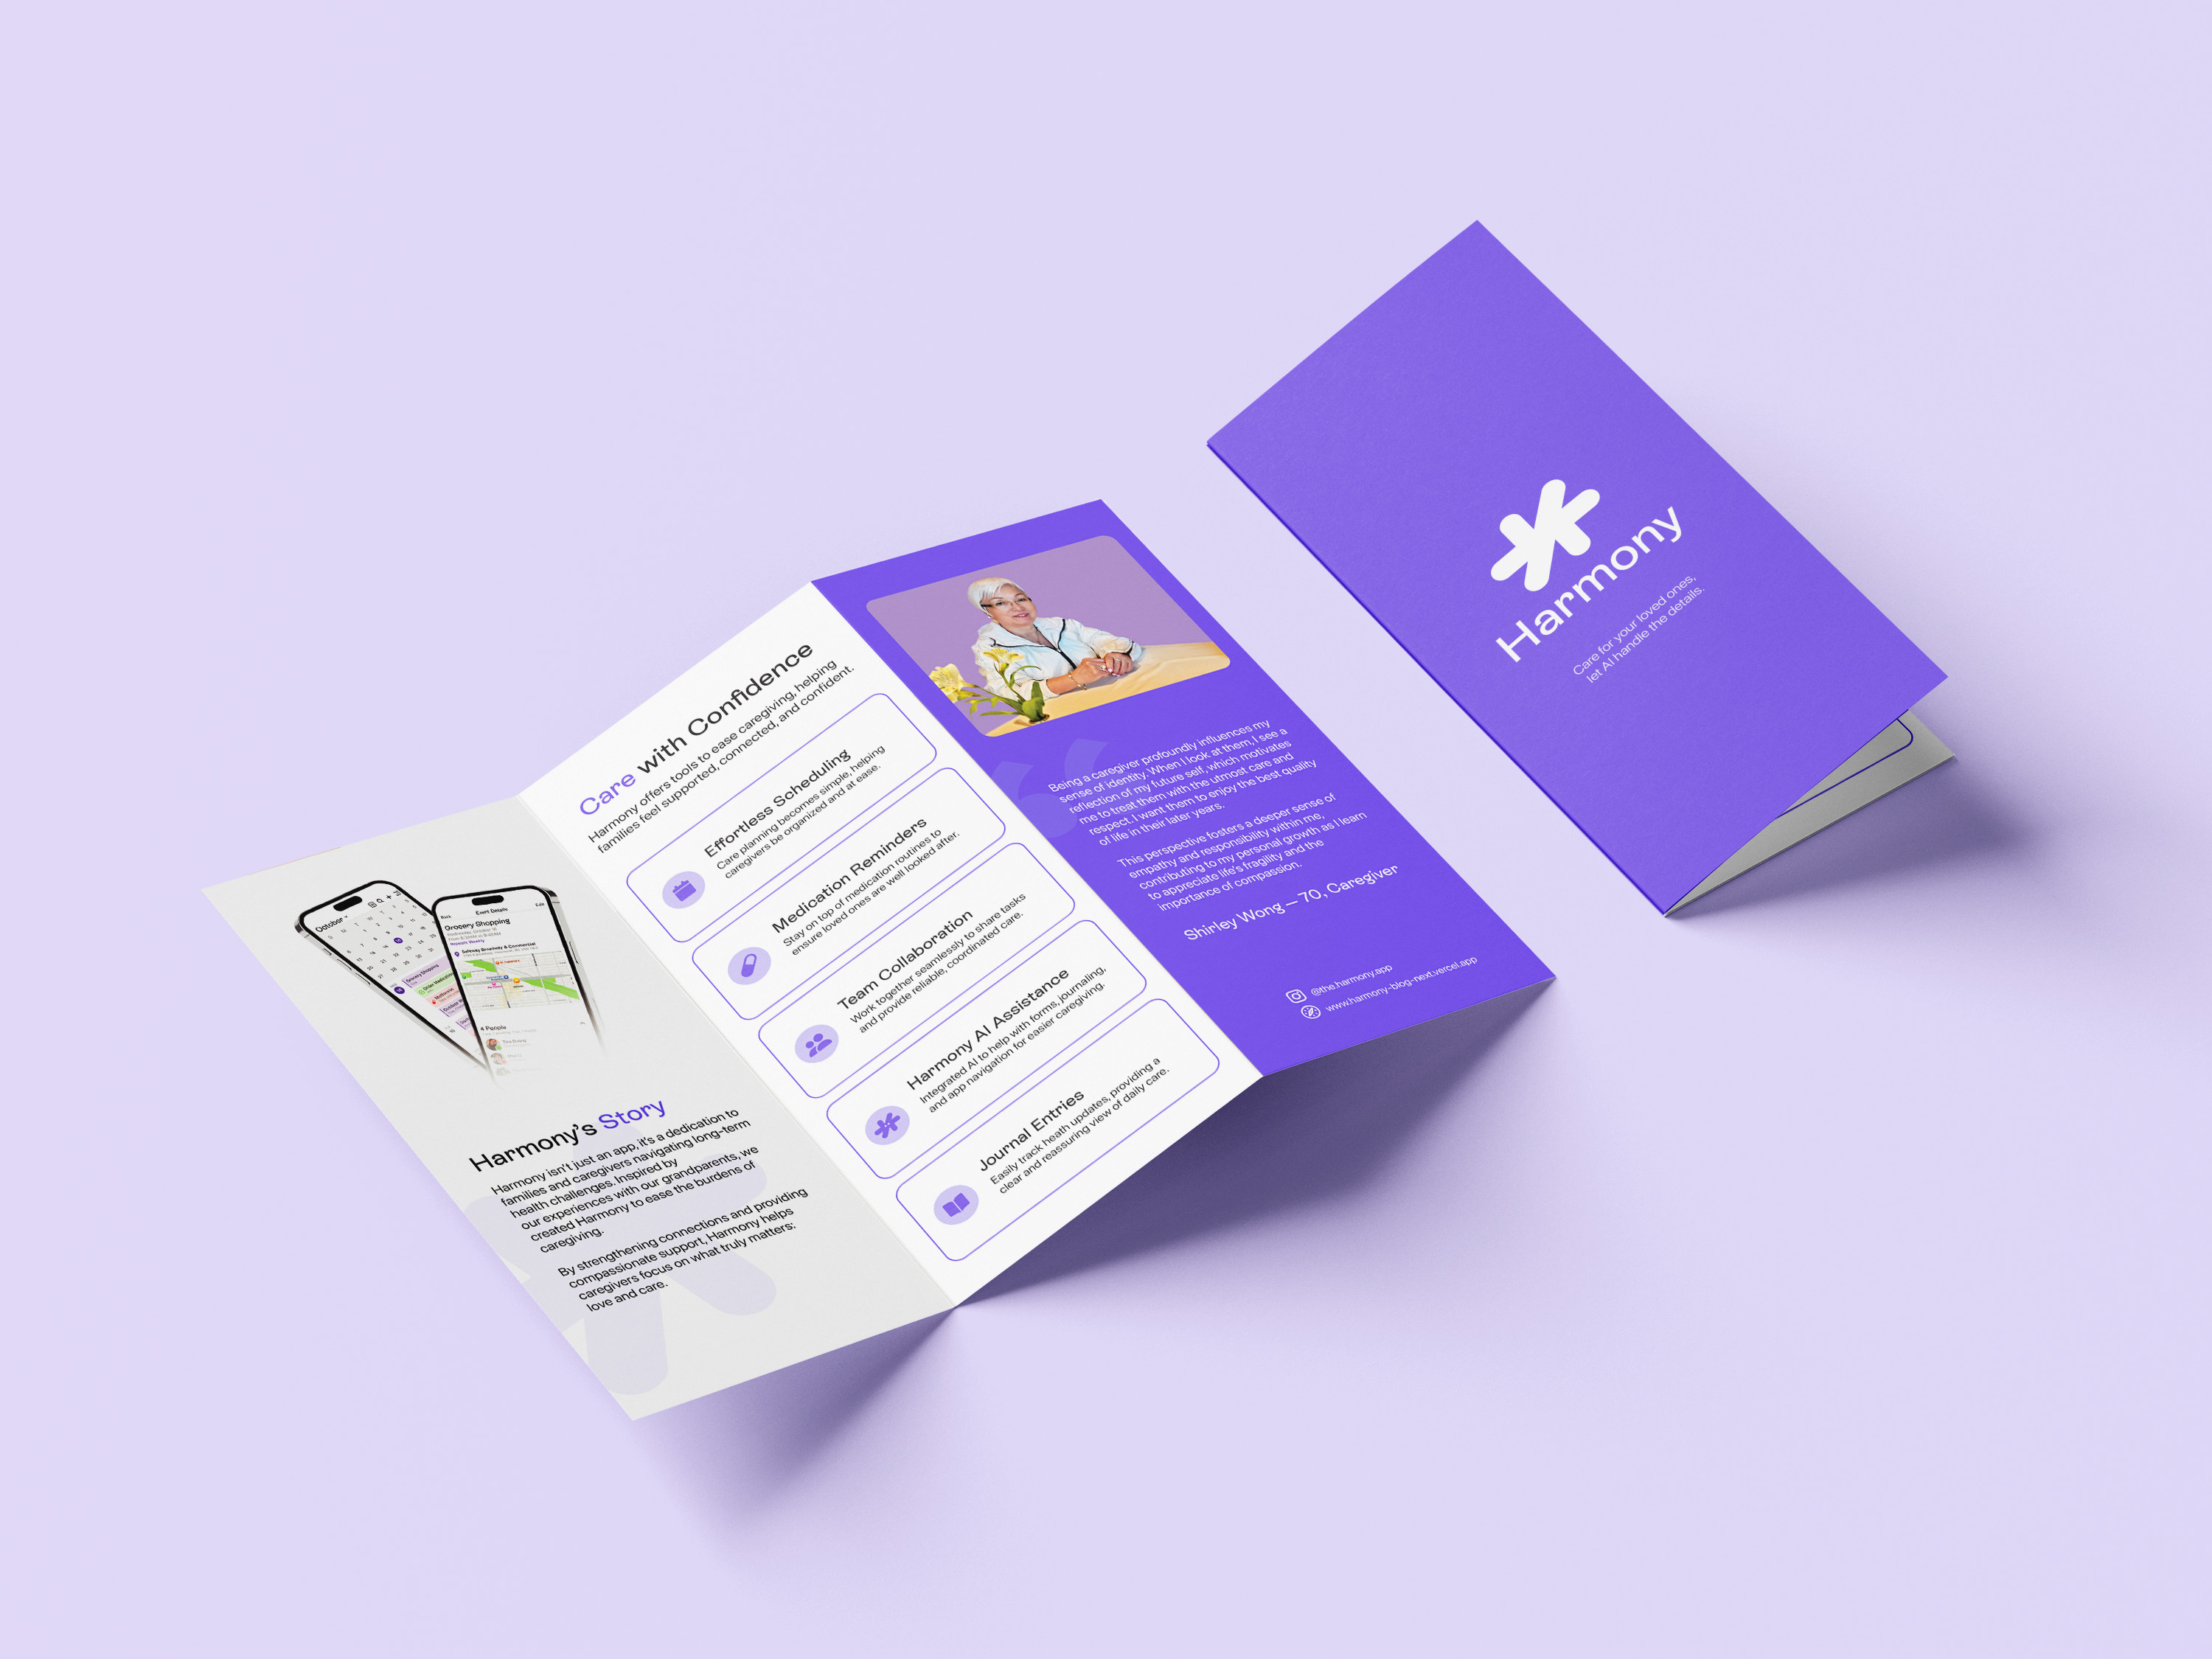 October
Event Details
Edit
Grocery Shopping
Repeats Weekly
Safeway Broadway & Commercial
4 People
Grocery Shopping
Harmony's Story
Harmony isn't just an app, it's a dedication to
families and caregivers navigating long-term
health challenges. Inspired by
our experiences with our grandparents, we
created Harmony to ease the burdens of
caregiving.
By strengthening connections and providing
compassionate support, Harmony helps
caregivers focus on what truly matters:
love and care.
Care with Confidence
Harmony offers tools to ease caregiving, helping
families feel supported, connected, and confident.
Effortless Scheduling
Care planning becomes simple, helping
caregivers be organized and at ease.
Medication Reminders
Stay on top of medication routines to
ensure loved ones are well looked after.
Team Collaboration
Work together seamlessly to share tasks
and provide reliable, coordinated care.
Harmony AI Assistance
Integrated AI to help with forms, journaling,
and app navigation for easier caregiving.
Journal Entries
Easily track heath updates, providing a
clear and reassuring view of daily care.
Being a caregiver profoundly influences my
sense of identity. When I look at them, I see a
reflection of my future self, which motivates
me to treat them with the utmost care and
respect. I want them to enjoy the best quality
of life in their later years.
This perspective fosters a deeper sense of
empathy and responsibility within me,
contributing to my personal growth as I learn
to appreciate life's fragility and the
importance of compassion.
Shirley Wong — 70, Caregiver
@the.harmony.app
www.harmony-blog-next.vercel.app
Harmony
Care for your loved ones,
let AI handle the details.